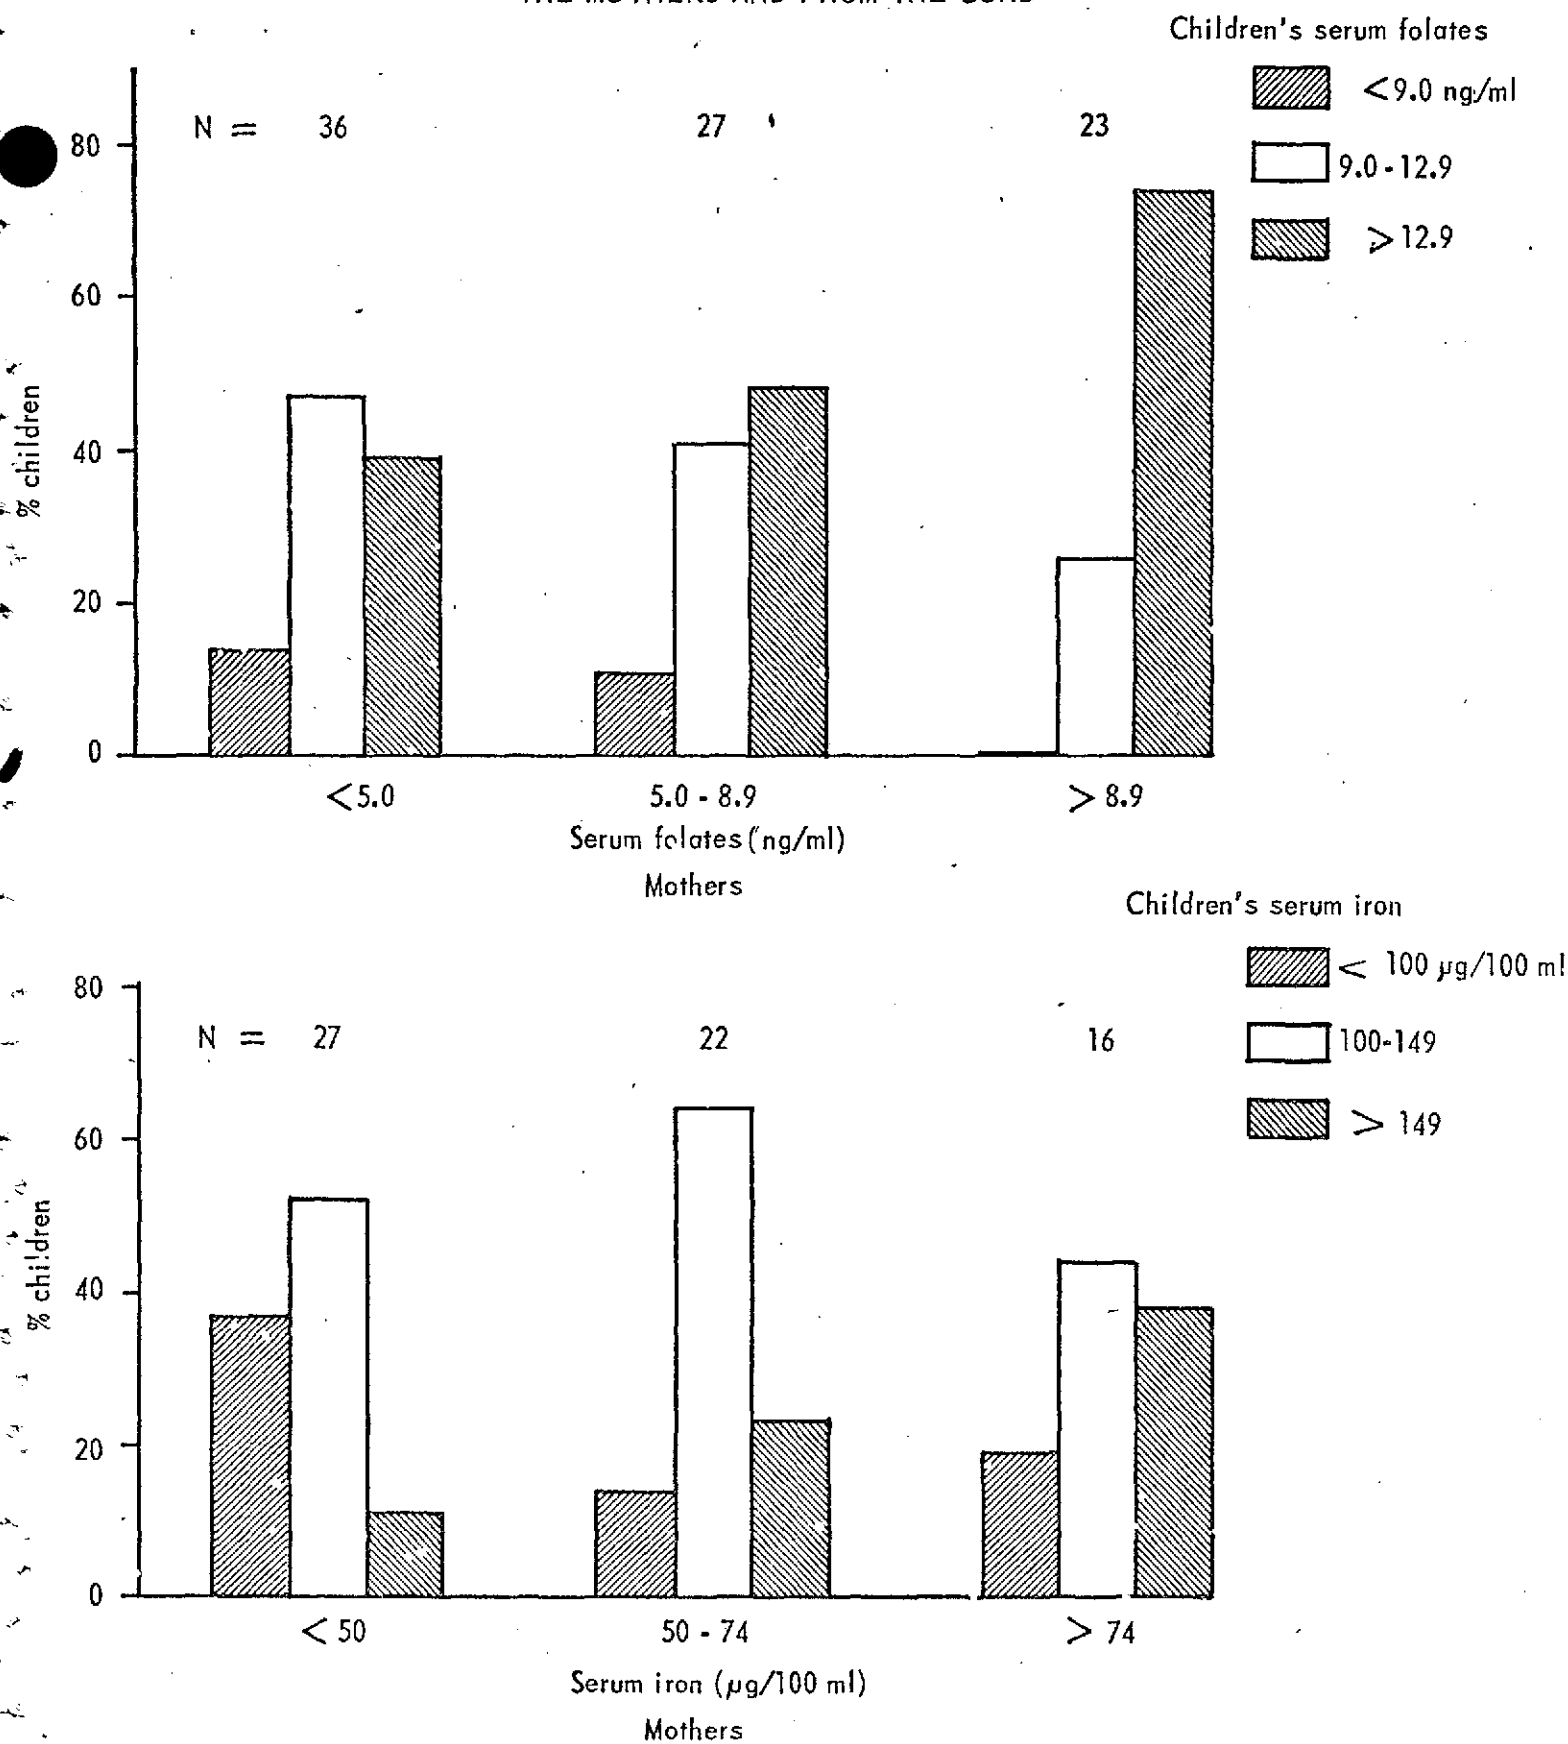 Children's serum folates
<9.0 ng/ml
9.0-12.9
>12.9
N = 36 27 23
80
60
40
20
0
% children
<5.0 5.0 - 8.9 >8.9
Serum folates (ng/ml)
Mothers
Children's serum iron
< 100 µg/100 ml
100-149
> 149
N = 27 22 16
80
60
40
20
0
% children
< 50 50 - 74 > 74
Serum iron (µg/100 ml)
Mothers